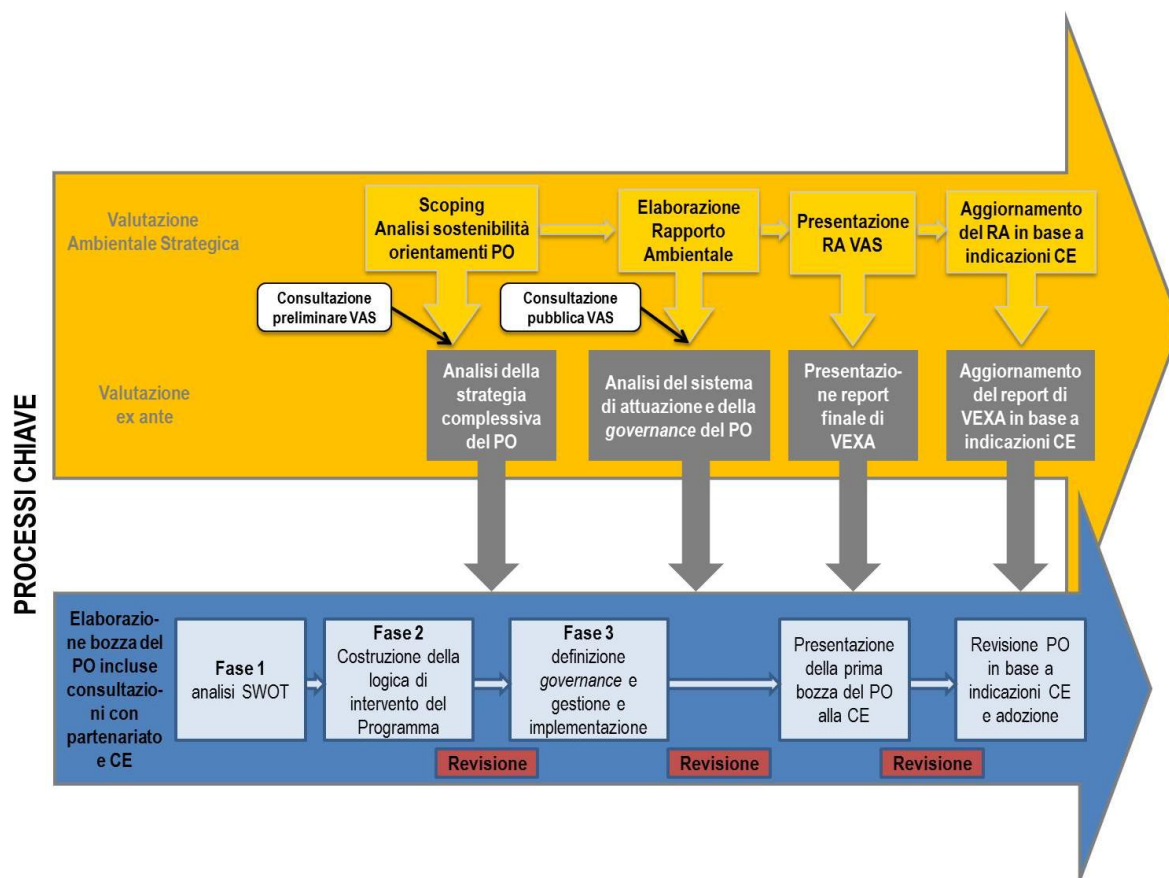 PROCESSI CHIAVE
Valutazione
Ambientale Strategica
Scoping
Analisi sostenibilità
orientamenti PO
Elaborazione
Rapporto
Ambientale
Presentazione
RA VAS
Aggiornamento
del RA in base a
indicazioni CE
Consultazione
preliminare VAS
Consultazione
pubblica VAS
Valutazione
ex ante
Analisi della
strategia
complessiva
del PO
Analisi del sistema
di attuazione e della
governance del PO
Presentazio-
ne report
finale di
VEXA
Aggiornamento
del report di
VEXA in base a
indicazioni CE
Elaborazio-
ne bozza del
PO incluse
consultazio-
ni con
partenariato
e CE
Fase 1
analisi SWOT
Fase 2
Costruzione della
logica di
intervento del
Programma
Fase 3
definizione
governance e
gestione e
implementazione
Presentazione
della prima
bozza del PO
alla CE
Revisione PO
in base a
indicazioni CE
e adozione
Revisione
Revisione
Revisione